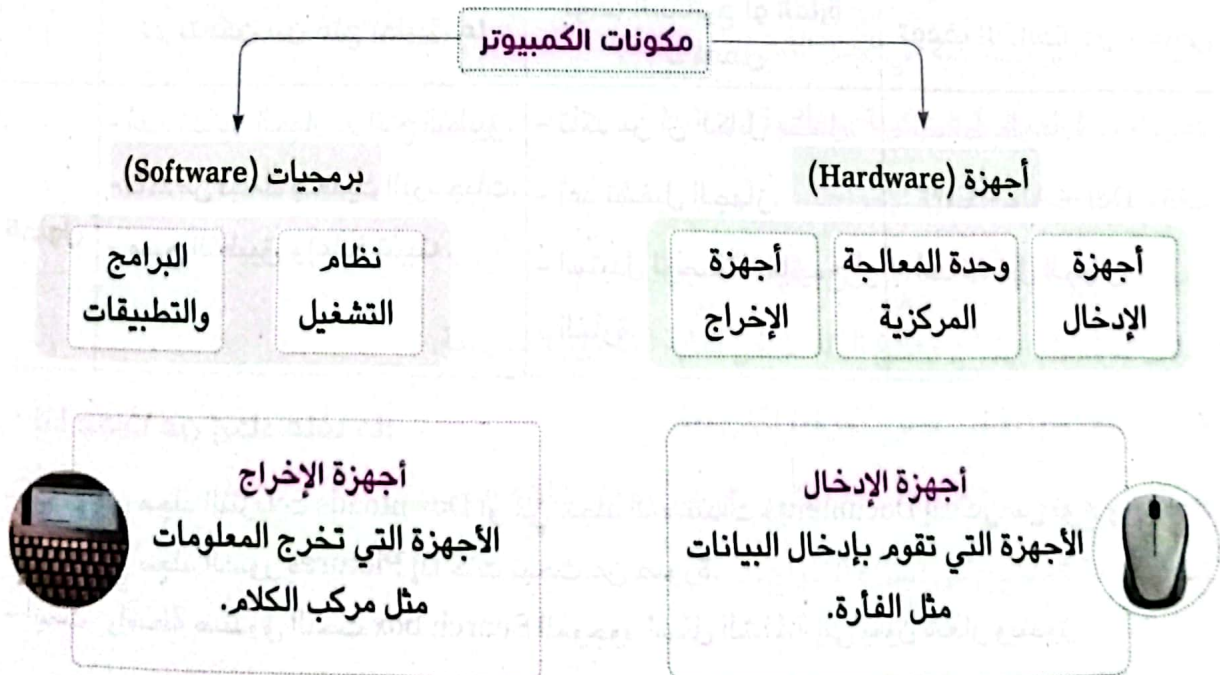 مكونات الكمبيوتر
أجهزة (Hardware)
برمجيات (Software)
أجهزة
الإدخال
وحدة المعالجة
المركزية
أجهزة
الإخراج
نظام
التشغيل
البرامج
والتطبيقات
أجهزة الإدخال
الأجهزة التي تقوم بإدخال البيانات
مثل الفأرة.
أجهزة الإخراج
الأجهزة التي تخرج المعلومات
مثل مركب الكلام.